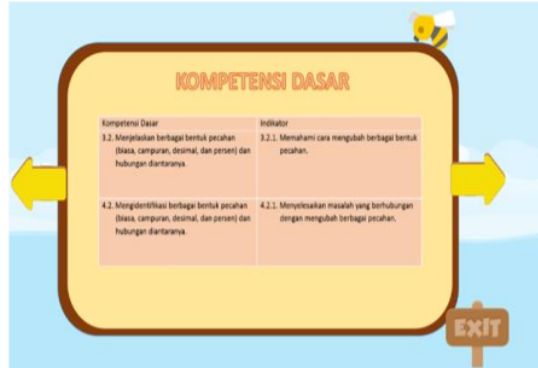 KOMPETENSI DASAR
Kompetensi Dasar
Indikator
3.2. Menjelaskan berbagai bentuk pecahan
(biasa, campuran, desimal, dan persen) dan
hubungan diantaranya.
3.2.1. Memahami cara mengubah berbagai bentuk
pecahan.
4.2. Mengidentifikasi berbagai bentuk pecahan
(biasa, campuran, desimal, dan persen) dan
hubungan diantaranya.
4.2.1. Menyelesaikan masalah yang berhubungan
dengan mengubah berbagai pecahan.
EXIT